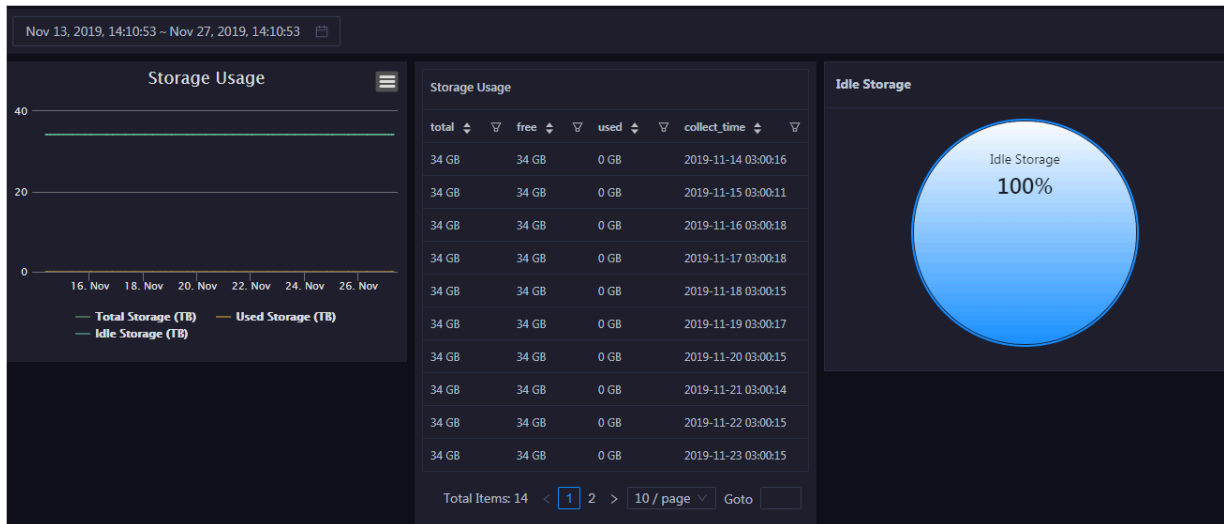 Nov 13, 2019, 14:10:53 ~ Nov 27, 2019, 14:10:53
Storage Usage
40
20
0
16. Nov 18. Nov 20. Nov 22. Nov 24. Nov 26. Nov
Total Storage (TB) Used Storage (TB)
Idle Storage (TB)
Storage Usage
total free used collect_time
34 GB 34 GB 0 GB 2019-11-14 03:00:16
34 GB 34 GB 0 GB 2019-11-15 03:00:11
34 GB 34 GB 0 GB 2019-11-16 03:00:18
34 GB 34 GB 0 GB 2019-11-17 03:00:18
34 GB 34 GB 0 GB 2019-11-18 03:00:15
34 GB 34 GB 0 GB 2019-11-19 03:00:17
34 GB 34 GB 0 GB 2019-11-20 03:00:15
34 GB 34 GB 0 GB 2019-11-21 03:00:14
34 GB 34 GB 0 GB 2019-11-22 03:00:15
34 GB 34 GB 0 GB 2019-11-23 03:00:15
Total Items: 14 < 1 2 > 10 / page Goto
Idle Storage
Idle Storage
100%